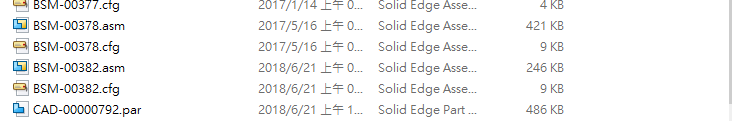 BSM-00377.cfg 2017/1/14 上午 0... Solid Edge Asse... 4 KB
BSM-00378.asm 2017/5/16 上午 0... Solid Edge Asse... 421 KB
BSM-00378.cfg 2017/5/16 上午 0... Solid Edge Asse... 9 KB
BSM-00382.asm 2018/6/21 上午 0... Solid Edge Asse... 246 KB
BSM-00382.cfg 2018/6/21 上午 0... Solid Edge Asse... 9 KB
CAD-00000792.par 2018/6/21 上午 1... Solid Edge Part ... 486 KB